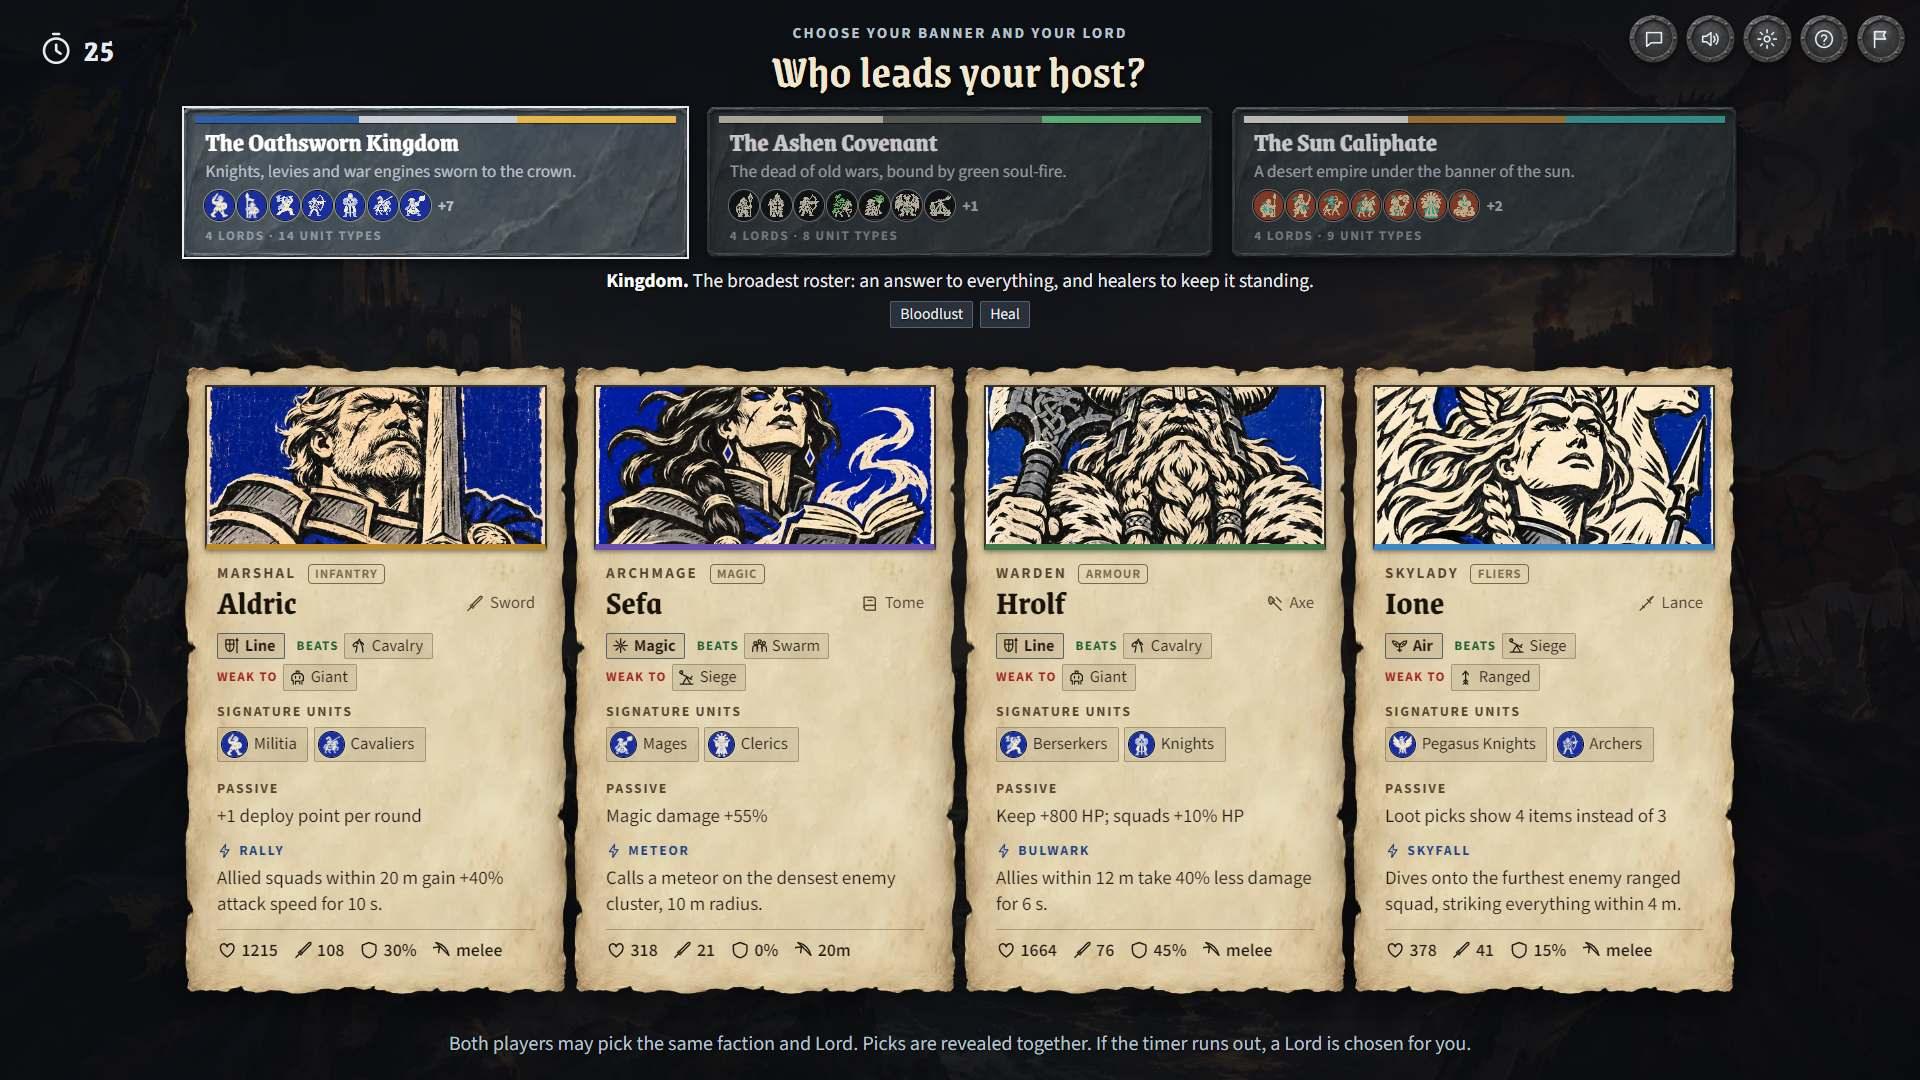 25
CHOOSE YOUR BANNER AND YOUR LORD
Who leads your host?
The Oathsworn Kingdom
Knights, levies and war engines sworn to the crown.
+7
4 LORDS · 14 UNIT TYPES
The Ashen Covenant
The dead of old wars, bound by green soul-fire.
+1
4 LORDS · 8 UNIT TYPES
The Sun Caliphate
A desert empire under the banner of the sun.
+2
4 LORDS · 9 UNIT TYPES
Kingdom. The broadest roster: an answer to everything, and healers to keep it standing.
Bloodlust Heal
MARSHAL INFANTRY
Aldric Sword
Line BEATS Cavalry
WEAK TO Giant
SIGNATURE UNITS
Militia Cavaliers
PASSIVE
+1 deploy point per round
RALLY
Allied squads within 20 m gain +40%
attack speed for 10 s.
1215 108 30% melee
ARCHMAGE MAGIC
Sefa Tome
Magic BEATS Swarm
WEAK TO Siege
SIGNATURE UNITS
Mages Clerics
PASSIVE
Magic damage +55%
METEOR
Calls a meteor on the densest enemy
cluster, 10 m radius.
318 21 0% 20m
WARDEN ARMOUR
Hrolf Axe
Line BEATS Cavalry
WEAK TO Giant
SIGNATURE UNITS
Berserkers Knights
PASSIVE
Keep +800 HP; squads +10% HP
BULWARK
Allies within 12 m take 40% less damage
for 6 s.
1664 76 45% melee
SKYLADY FLIERS
Ione Lance
Air BEATS Siege
WEAK TO Ranged
SIGNATURE UNITS
Pegasus Knights Archers
PASSIVE
Loot picks show 4 items instead of 3
SKYFALL
Dives onto the furthest enemy ranged
squad, striking everything within 4 m.
378 41 15% melee
Both players may pick the same faction and Lord. Picks are revealed together. If the timer runs out, a Lord is chosen for you.